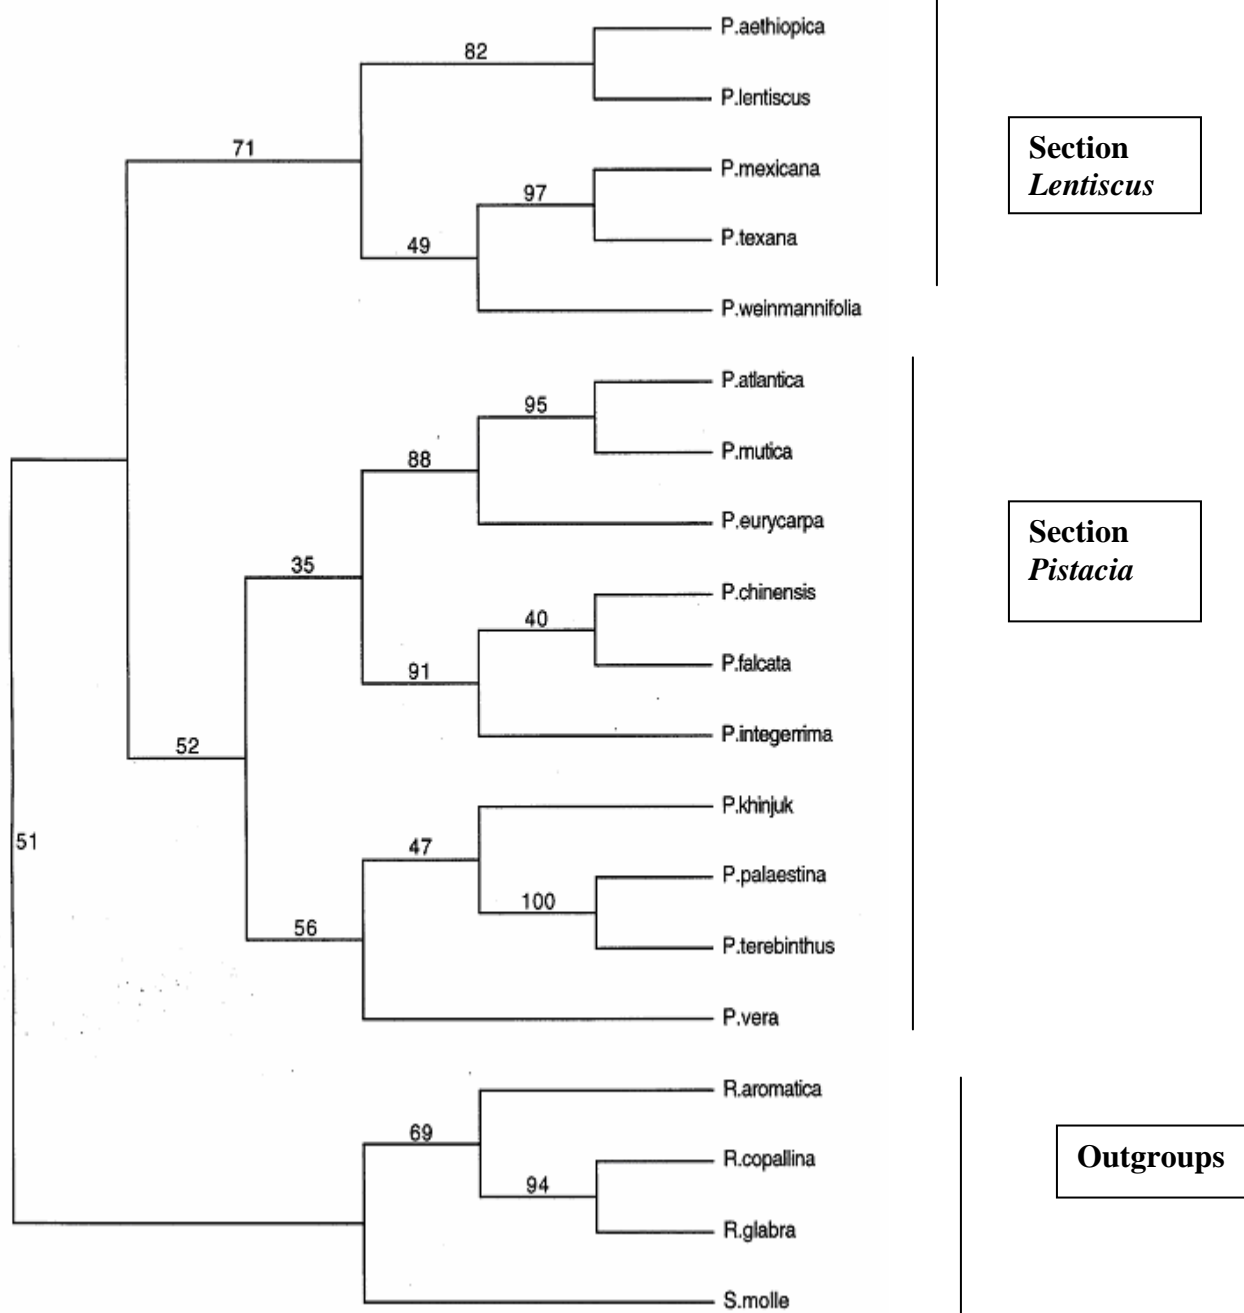 P.aethiopica
82
P.lentiscus
Section
Lentiscus
71
P.mexicana
97
P.texana
49
P.weinmannifolia
P.atlantica
95
P.mutica
88
P.eurycarpa
Section
Pistacia
35
P.chinensis
40
P.falcata
91
P.integerrima
52
P.khinjuk
51
47
P.palaestina
100
P.terebinthus
56
P.vera
R.aromatica
69
R.copallina
Outgroups
94
R.glabra
S.molle